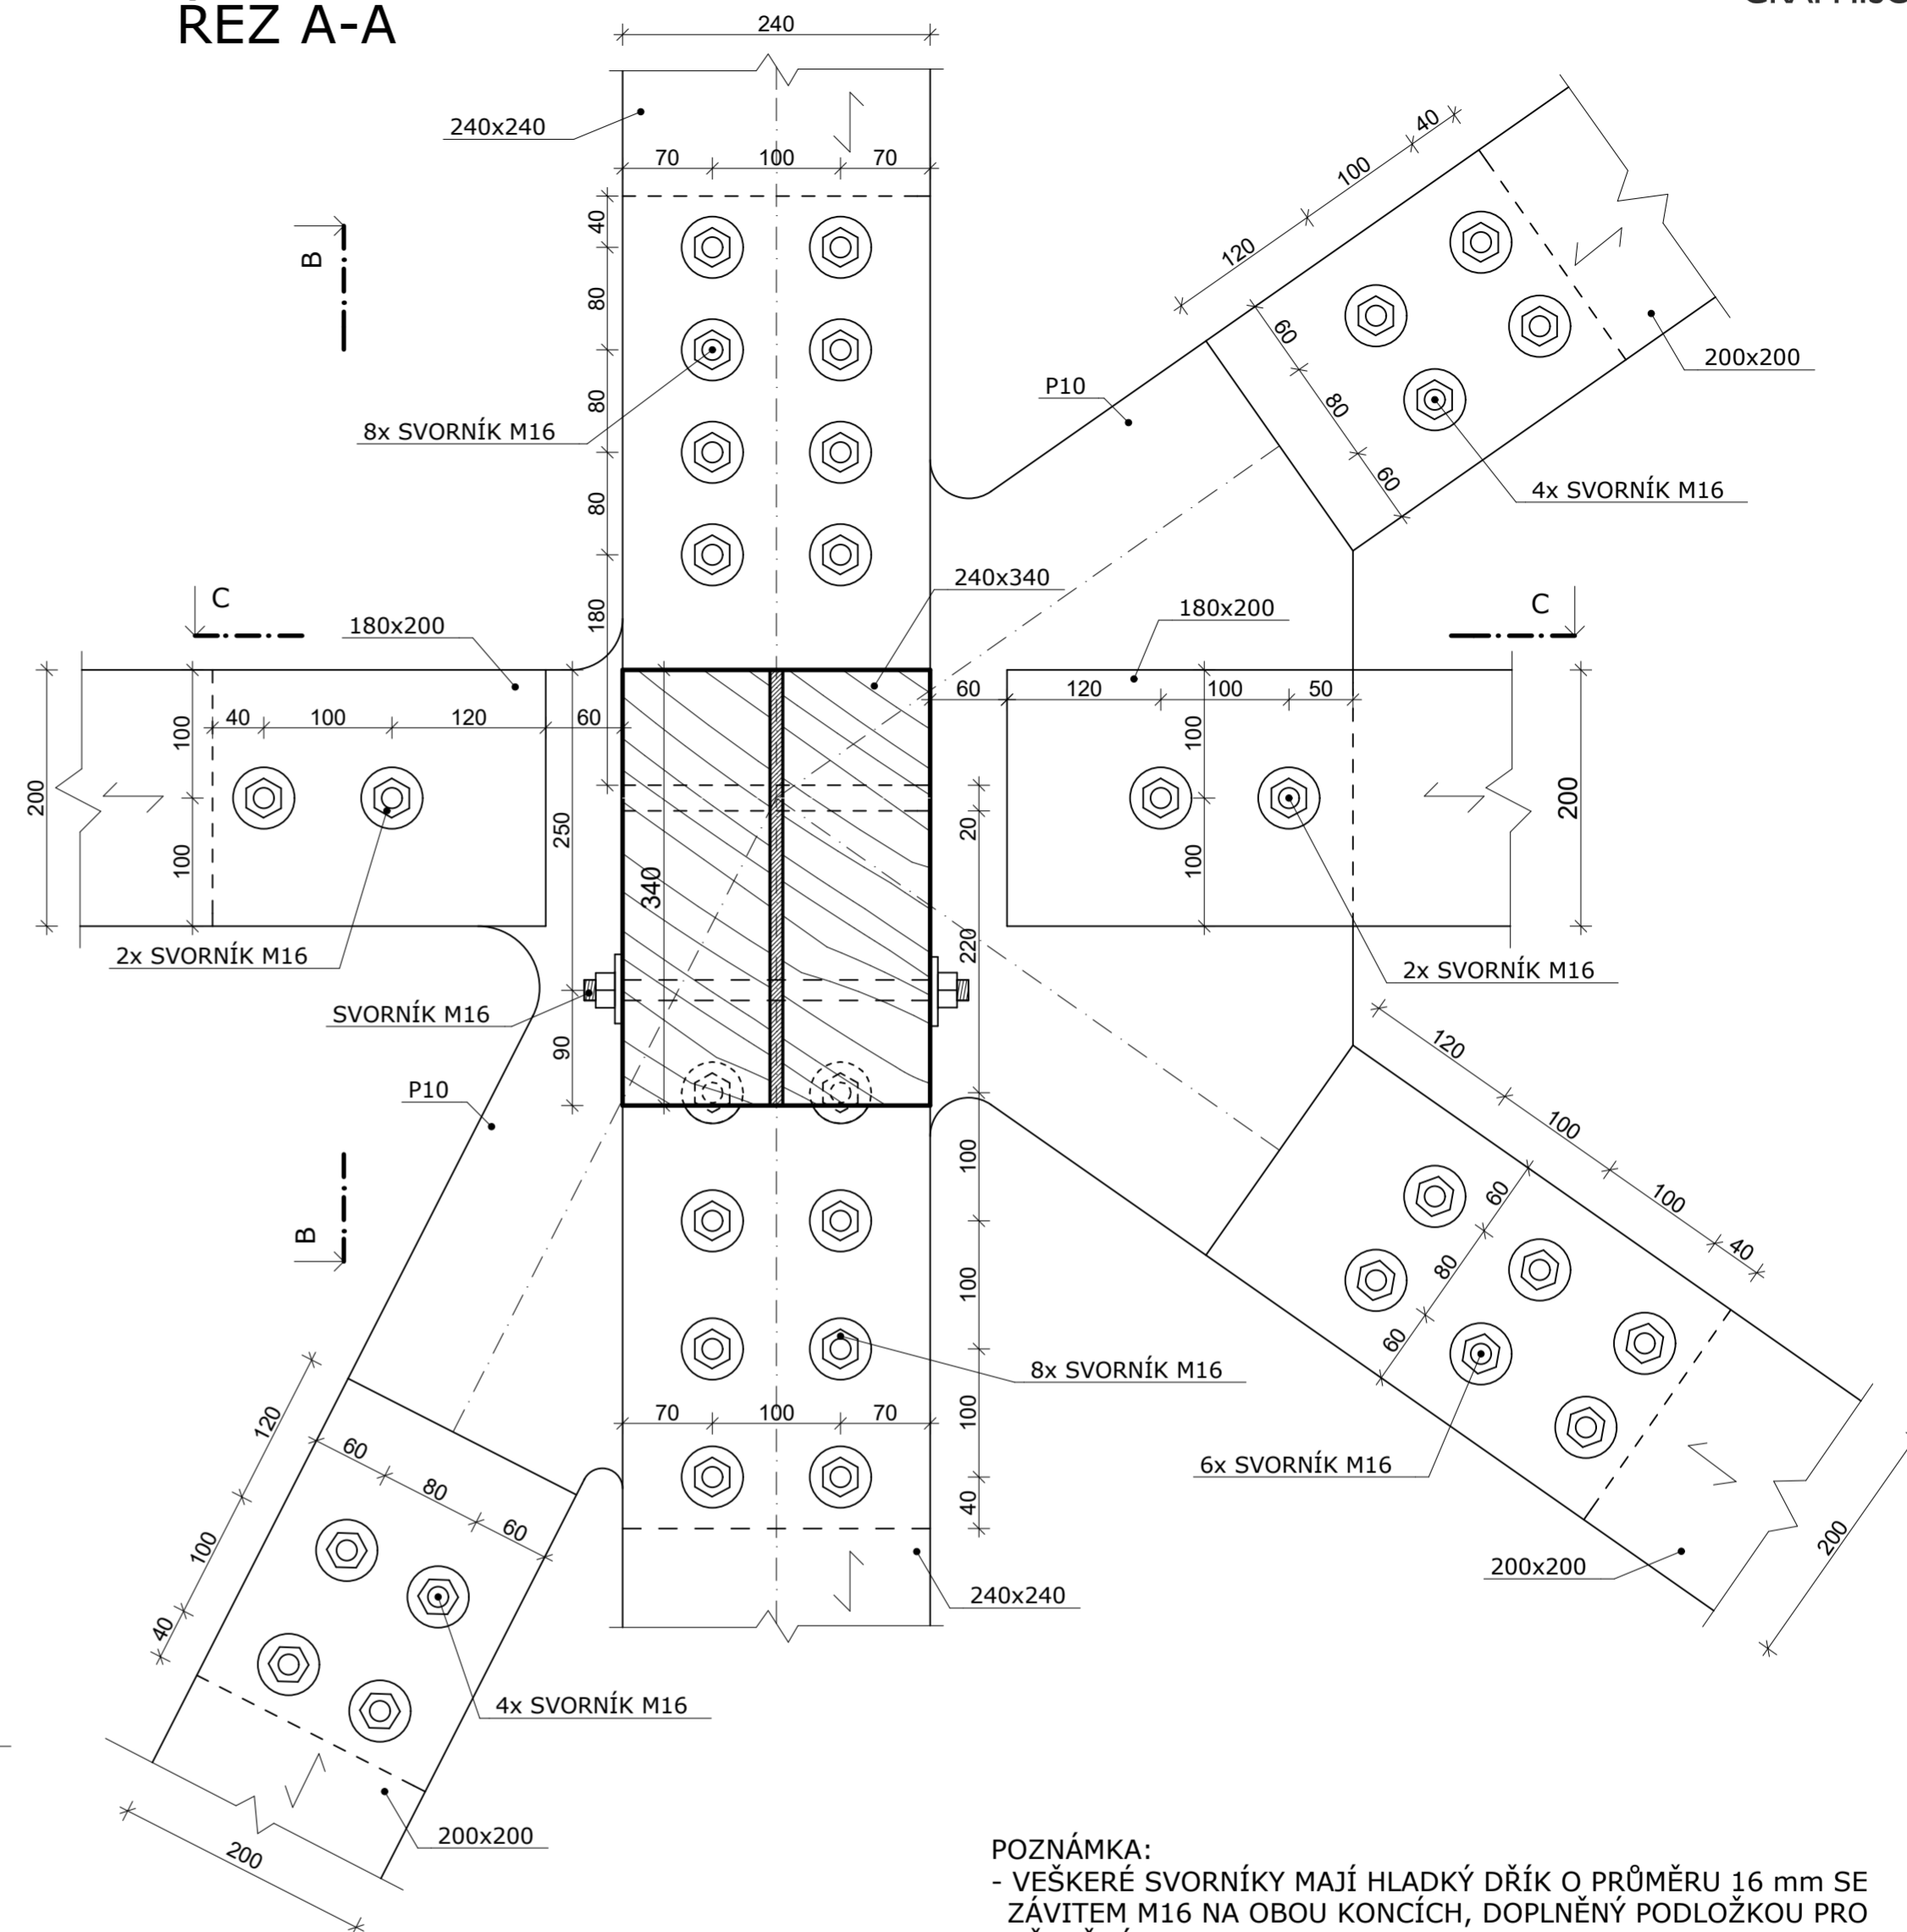 ŘEZ A-A
240
240x240
70 100 70
40
80
80
80
180
B
8x SVORNÍK M16
P10
120 100 40
60
80
60
200x200
4x SVORNÍK M16
240x340
C
180x200
180x200
C
200
100
100
40 100 120 60
250
340
90
2x SVORNÍK M16
SVORNÍK M16
60 120 100 50
100
100
200
20
220
100
100
100
40
2x SVORNÍK M16
P10
B
120
100
100
40
60
80
60
8x SVORNÍK M16
70 100 70
6x SVORNÍK M16
200x200
200
240x240
120
100
40
60
80
60
4x SVORNÍK M16
200x200
200
POZNÁMKA:
- VEŠKERÉ SVORNÍKY MAJÍ HLADKÝ DŘÍK O PRŮMĚRU 16 mm SE
ZÁVITEM M16 NA OBOU KONCÍCH, DOPLNĚNÝ PODLOŽKOU PRO